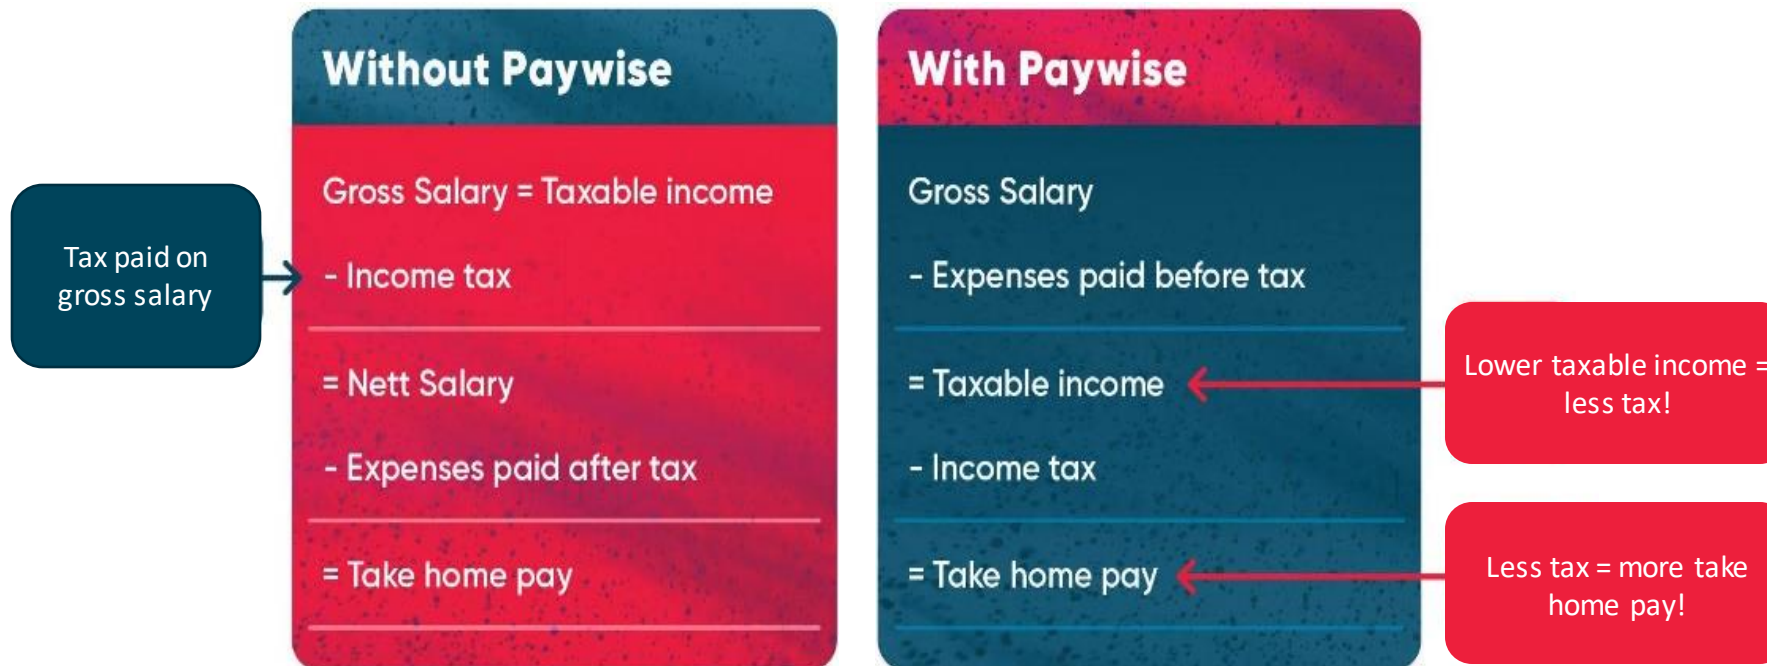 Without Paywise
Gross Salary = Taxable income
Tax paid on
gross salary
- Income tax
= Nett Salary
- Expenses paid after tax
= Take home pay
With Paywise
Gross Salary
- Expenses paid before tax
= Taxable income
Lower taxable income =
less tax!
- Income tax
= Take home pay
Less tax = more take
home pay!